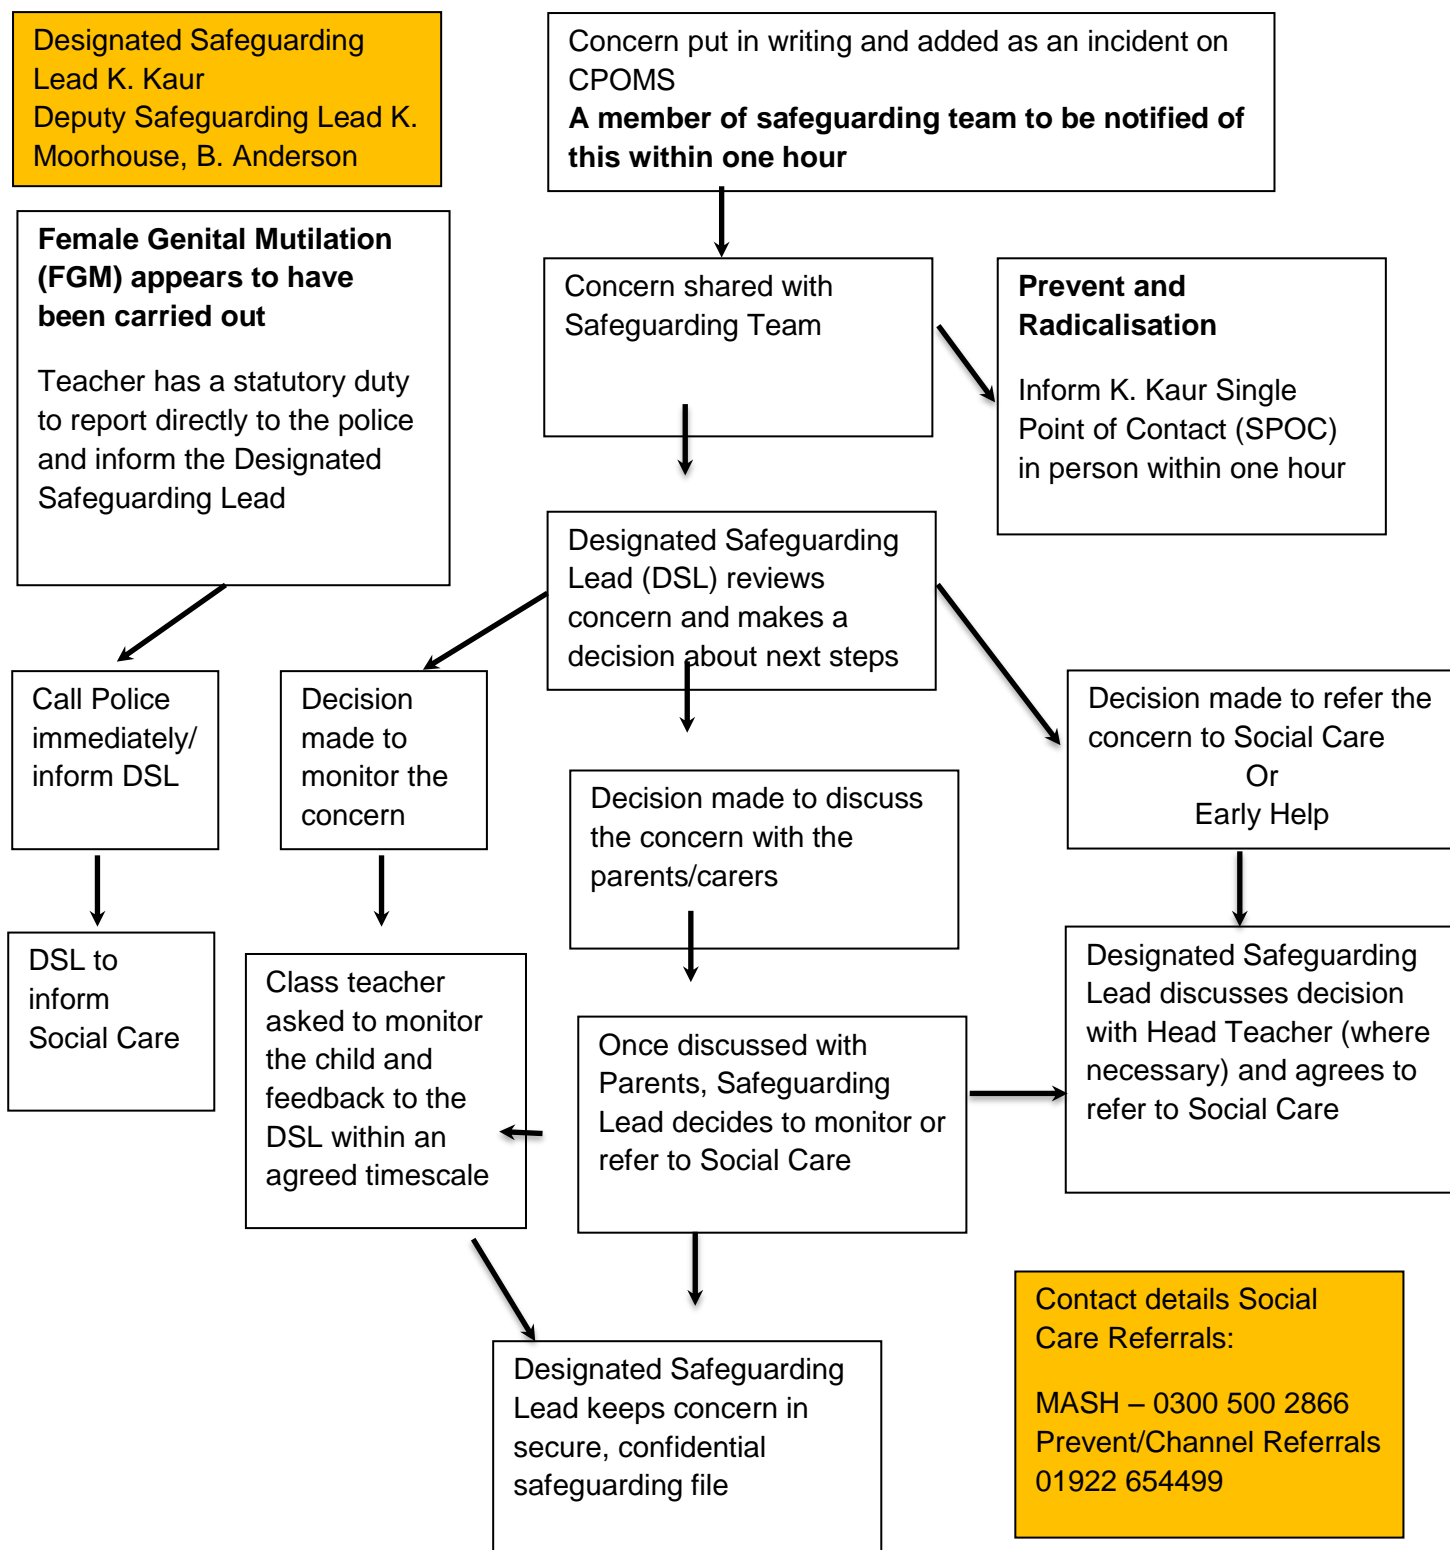 Designated Safeguarding
Lead K. Kaur
Deputy Safeguarding Lead K.
Moorhouse, B. Anderson
Concern put in writing and added as an incident on
CPOMS
A member of safeguarding team to be notified of
this within one hour
Female Genital Mutilation
(FGM) appears to have
been carried out
Teacher has a statutory duty
to report directly to the police
and inform the Designated
Safeguarding Lead
Concern shared with
Safeguarding Team
Prevent and
Radicalisation
Inform K. Kaur Single
Point of Contact (SPOC)
in person within one hour
Designated Safeguarding
Lead (DSL) reviews
concern and makes a
decision about next steps
Call Police
immediately/
inform DSL
Decision
made to
monitor the
concern
Decision made to discuss
the concern with the
parents/carers
Decision made to refer the
concern to Social Care
Or
Early Help
DSL to
inform
Social Care
Class teacher
asked to monitor
the child and
feedback to the
DSL within an
agreed timescale
Once discussed with
Parents, Safeguarding
Lead decides to monitor or
refer to Social Care
Designated Safeguarding
Lead discusses decision
with Head Teacher (where
necessary) and agrees to
refer to Social Care
Designated Safeguarding
Lead keeps concern in
secure, confidential
safeguarding file
Contact details Social
Care Referrals:
MASH – 0300 500 2866
Prevent/Channel Referrals
01922 654499